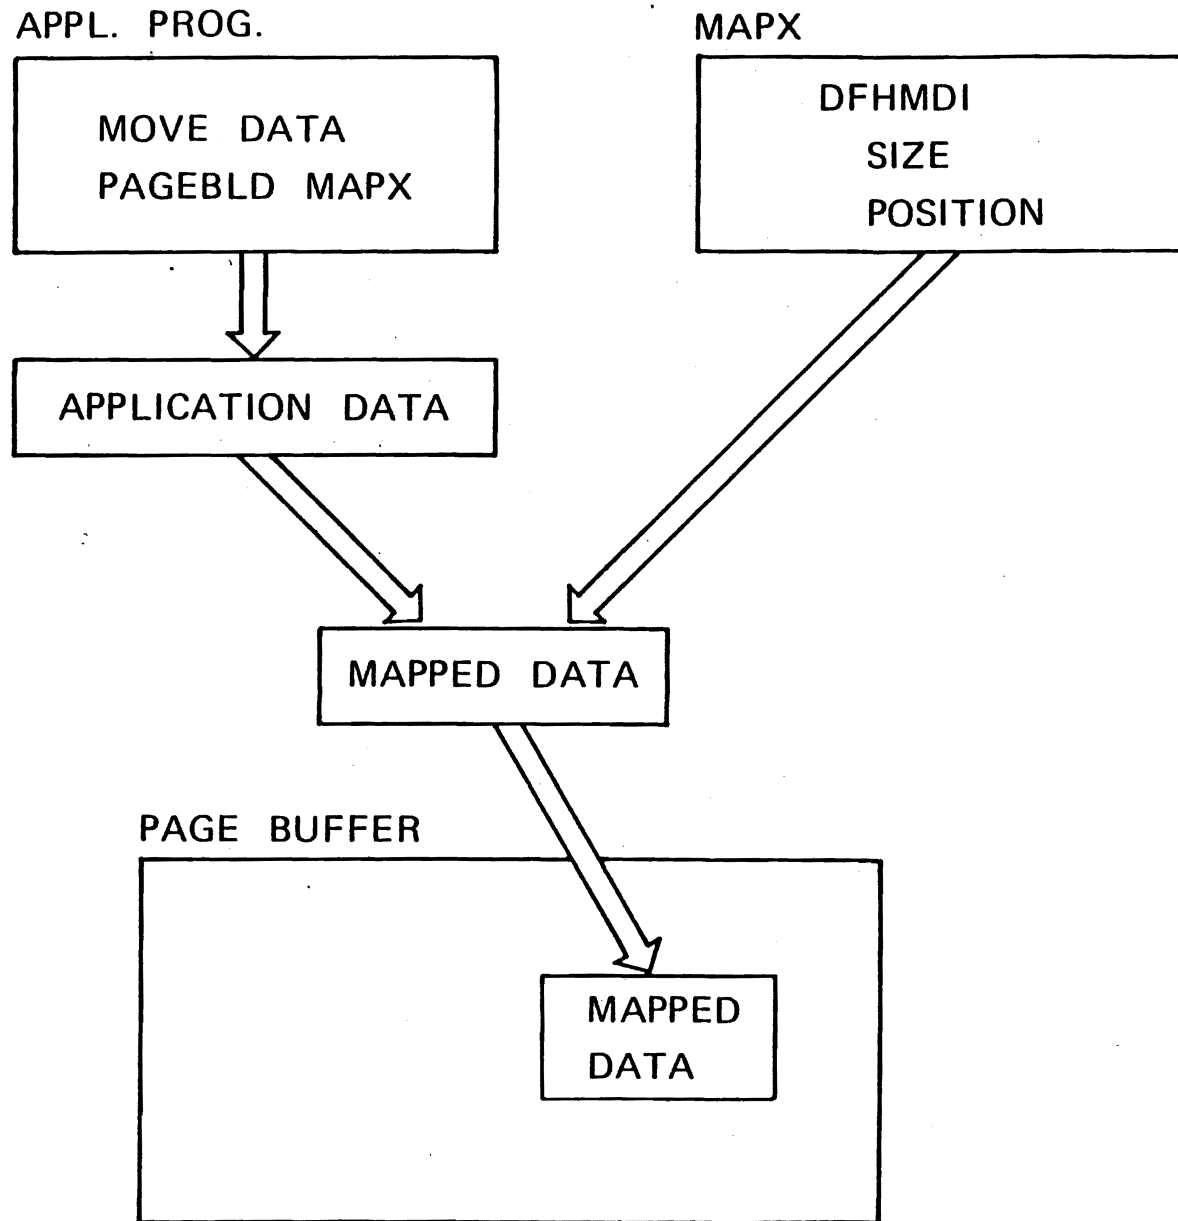 APPL. PROG.
MOVE DATA
PAGEBLD MAPX
MAPX
DFHMDI
SIZE
POSITION
APPLICATION DATA
MAPPED DATA
PAGE BUFFER
MAPPED
DATA